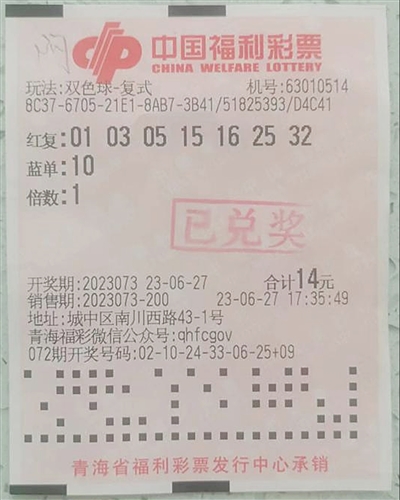 中国福利彩票
CHINA WELFARE LOTTERY
玩法:双色球-复式 机号:63010514
8C37-6705-21E1-8AB7-3B41/51825393/D4C41
红复:01 03 05 15 16 25 32
蓝单:10
倍数:1
已兑奖
开奖期:2023073 23-06-27 合计14元
销售期:2023073-200 23-06-27 17:35:49
地址:城中区南川西路43-1号
青海福彩微信公众号:qhfcgov
072期开奖号码:02-10-24-33-06-25+09
青海省福利彩票发行中心承销